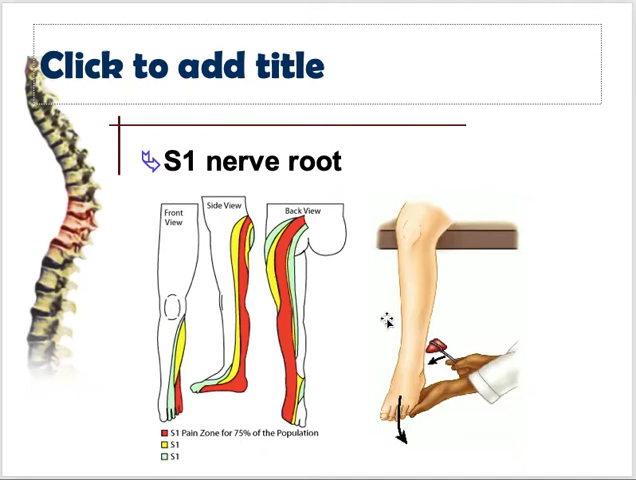 Click to add title
S1 nerve root
Front
View
Side View
Back View
S1 Pain Zone for 75% of the Population
S1
S1